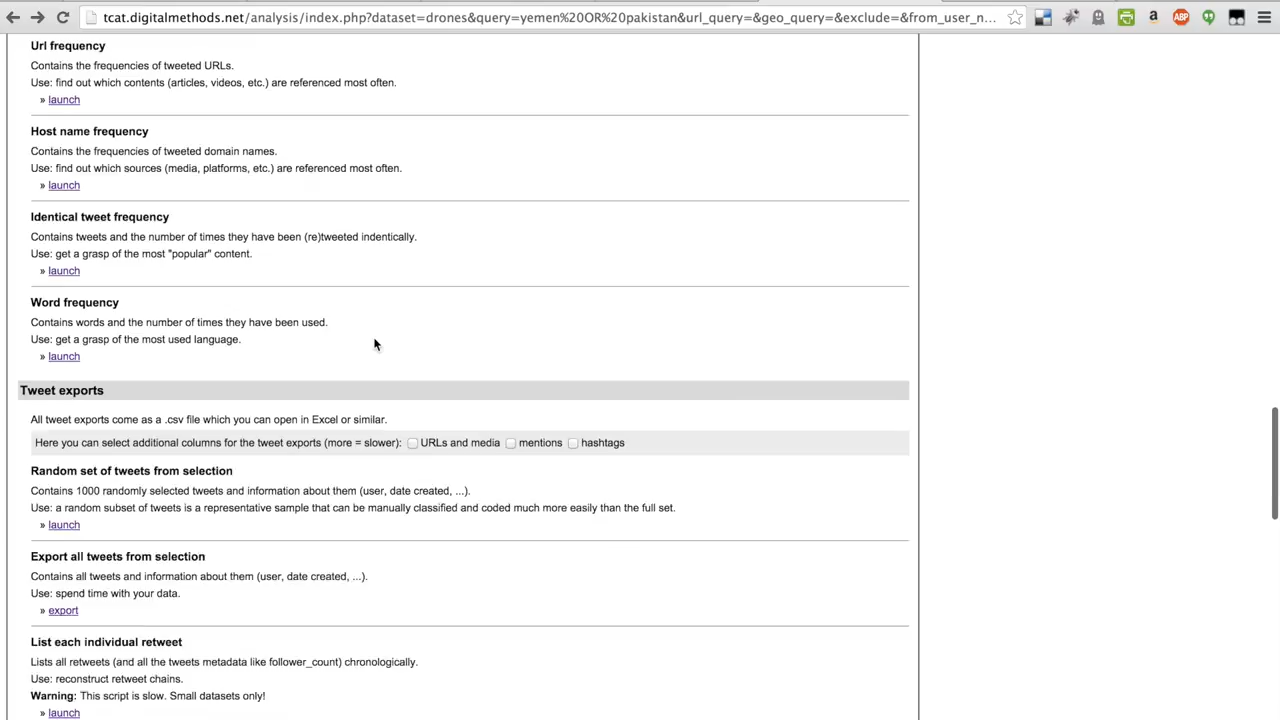 tcat.digitalmethods.net/analysis/index.php?dataset=drones&query=yemen%20OR%20pakistan&url_query=&geo_query=&exclude=&from_user_n...
Url frequency
Contains the frequencies of tweeted URLs.
Use: find out which contents (articles, videos, etc.) are referenced most often.
» launch
Host name frequency
Contains the frequencies of tweeted domain names.
Use: find out which sources (media, platforms, etc.) are referenced most often.
» launch
Identical tweet frequency
Contains tweets and the number of times they have been (re)tweeted indentically.
Use: get a grasp of the most "popular" content.
» launch
Word frequency
Contains words and the number of times they have been used.
Use: get a grasp of the most used language.
» launch
Tweet exports
All tweet exports come as a .csv file which you can open in Excel or similar.
Here you can select additional columns for the tweet exports (more = slower): URLs and media mentions hashtags
Random set of tweets from selection
Contains 1000 randomly selected tweets and information about them (user, date created, ...).
Use: a random subset of tweets is a representative sample that can be manually classified and coded much more easily than the full set.
» launch
Export all tweets from selection
Contains all tweets and information about them (user, date created, ...).
Use: spend time with your data.
» export
List each individual retweet
Lists all retweets (and all the tweets metadata like follower_count) chronologically.
Use: reconstruct retweet chains.
Warning: This script is slow. Small datasets only!
» launch